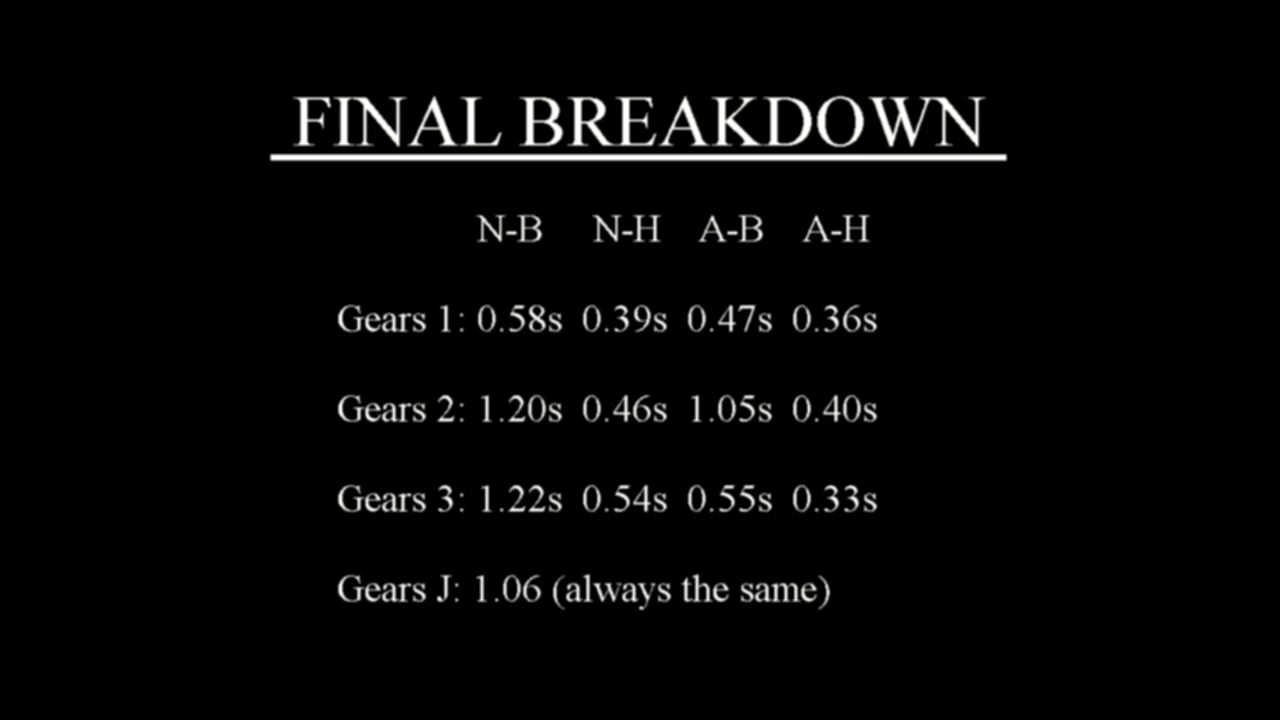 FINAL BREAKDOWN
N-B N-H A-B A-H
Gears 1: 0.58s 0.39s 0.47s 0.36s
Gears 2: 1.20s 0.46s 1.05s 0.40s
Gears 3: 1.22s 0.54s 0.55s 0.33s
Gears J: 1.06 (always the same)